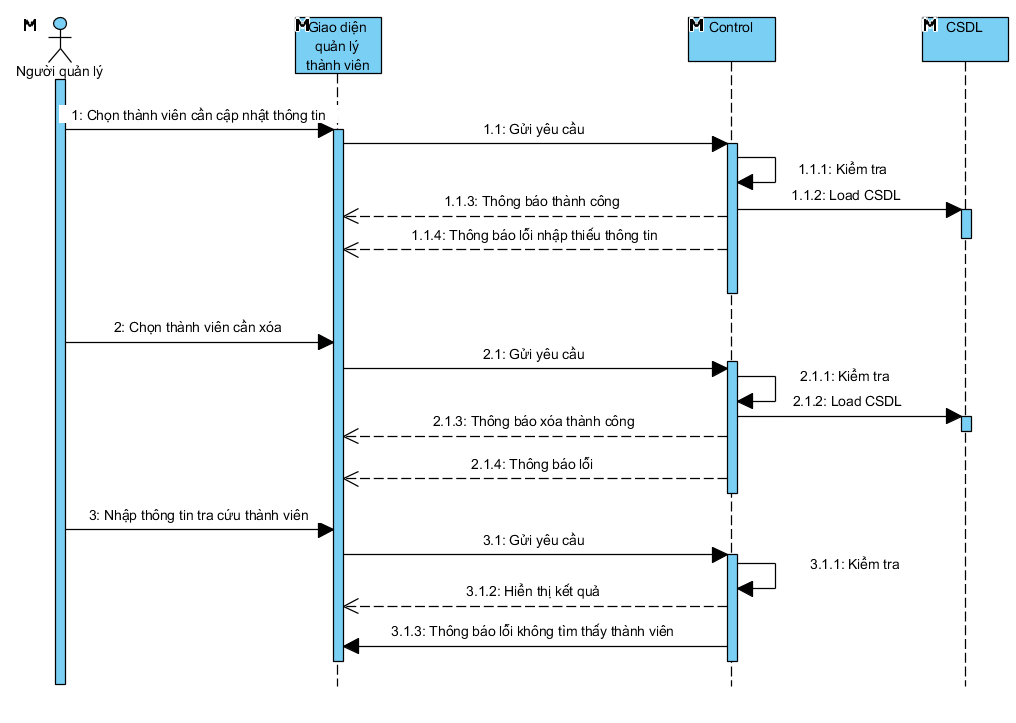 M
Người quản lý
M
Giao diện
quản lý
thành viên
M
Control
M
CSDL
1: Chọn thành viên cần cập nhật thông tin
1.1: Gửi yêu cầu
1.1.1: Kiểm tra
1.1.2: Load CSDL
1.1.3: Thông báo thành công
1.1.4: Thông báo lỗi nhập thiếu thông tin
2: Chọn thành viên cần xóa
2.1: Gửi yêu cầu
2.1.1: Kiểm tra
2.1.2: Load CSDL
2.1.3: Thông báo xóa thành công
2.1.4: Thông báo lỗi
3: Nhập thông tin tra cứu thành viên
3.1: Gửi yêu cầu
3.1.1: Kiểm tra
3.1.2: Hiển thị kết quả
3.1.3: Thông báo lỗi không tìm thấy thành viên